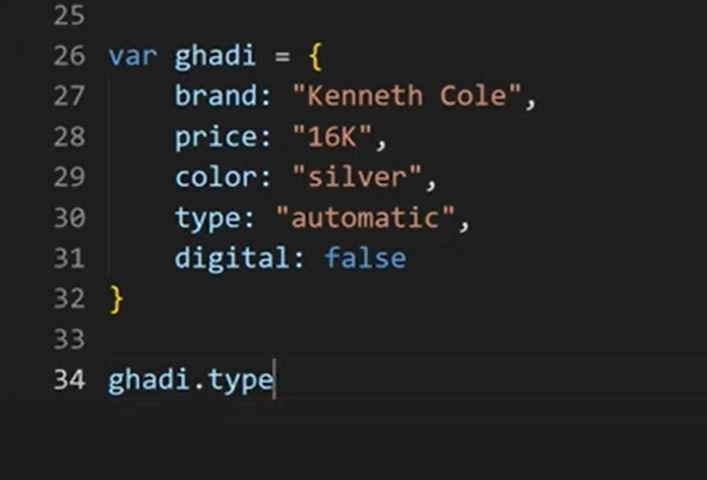 25
26 var ghadi = {
27 brand: "Kenneth Cole",
28 price: "16K",
29 color: "silver",
30 type: "automatic",
31 digital: false
32 }
33
34 ghadi.type